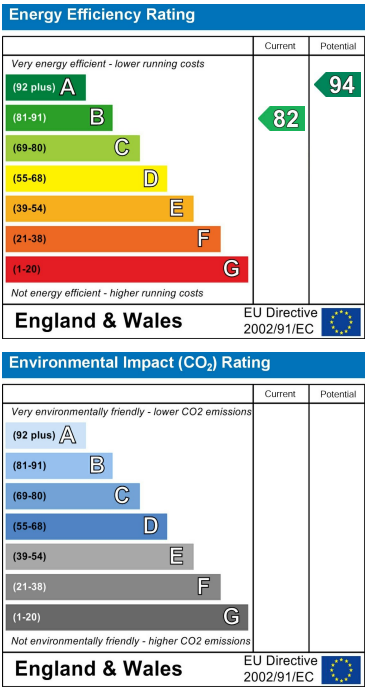 Energy Efficiency Rating
Current Potential
Very energy efficient - lower running costs
(92 plus) A
94
(81-91) B
82
(69-80) C
(55-68) D
(39-54) E
(21-38) F
(1-20) G
Not energy efficient - higher running costs
England & Wales
EU Directive
2002/91/EC
Environmental Impact (CO₂) Rating
Current Potential
Very environmentally friendly - lower CO2 emissions
(92 plus) A
(81-91) B
(69-80) C
(55-68) D
(39-54) E
(21-38) F
(1-20) G
Not environmentally friendly - higher CO2 emissions
England & Wales
EU Directive
2002/91/EC